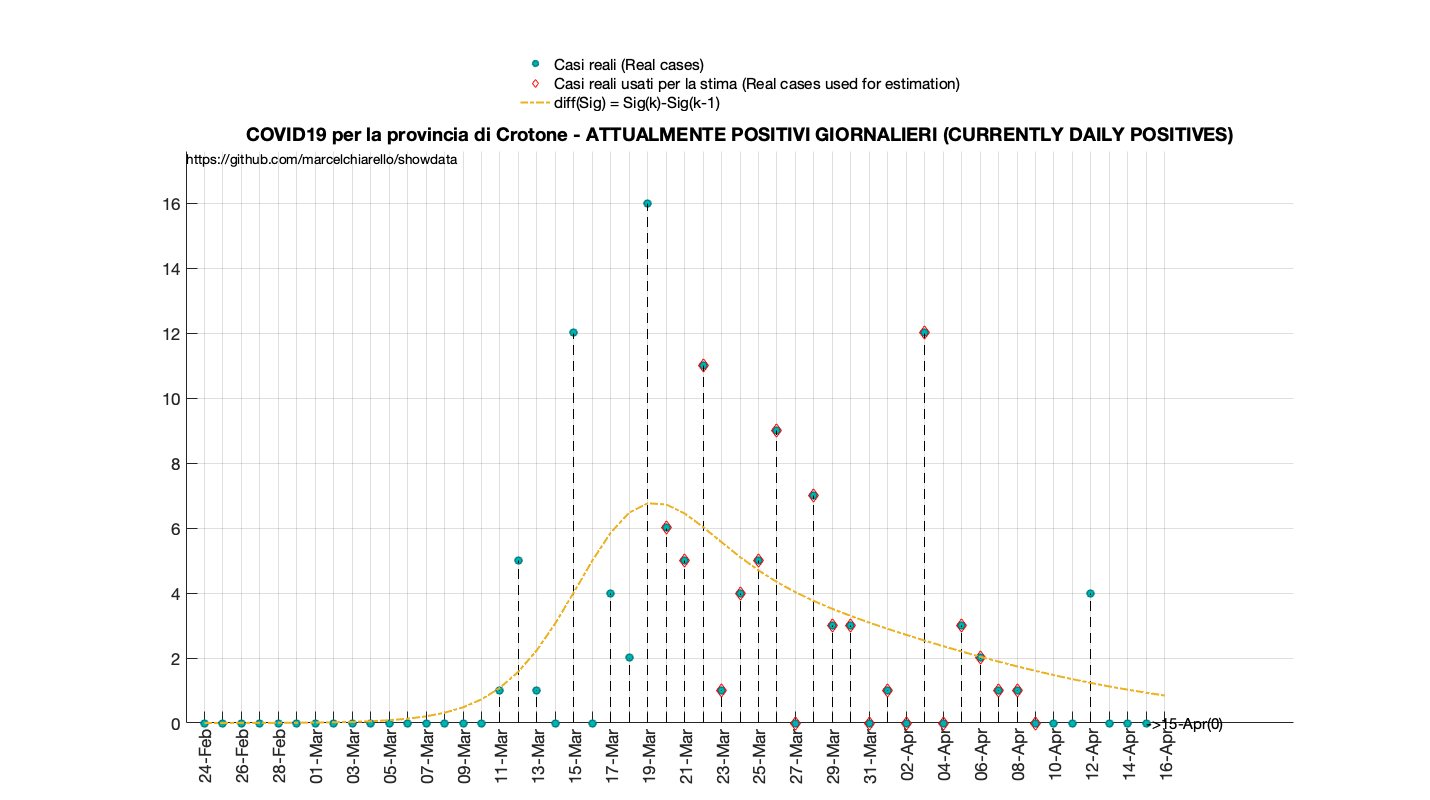 Casi reali (Real cases)
Casi reali usati per la stima (Real cases used for estimation)
diff(Sig) = Sig(k)-Sig(k-1)
COVID19 per la provincia di Crotone - ATTUALMENTE POSITIVI GIORNALIERI (CURRENTLY DAILY POSITIVES)
https://github.com/marcelchiarello/showdata
16
14
12
10
8
6
4
2
0
->15-Apr(0)
24-Feb
26-Feb
28-Feb
01-Mar
03-Mar
05-Mar
07-Mar
09-Mar
11-Mar
13-Mar
15-Mar
17-Mar
19-Mar
21-Mar
23-Mar
25-Mar
27-Mar
29-Mar
31-Mar
02-Apr
04-Apr
06-Apr
08-Apr
10-Apr
12-Apr
14-Apr
16-Apr